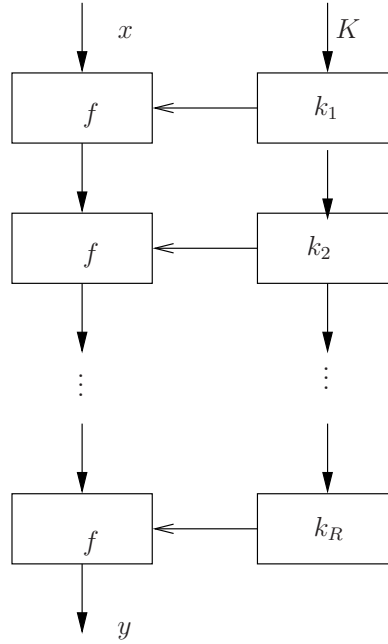 x K
f k₁
f k₂
⋮ ⋮
f k_R
y